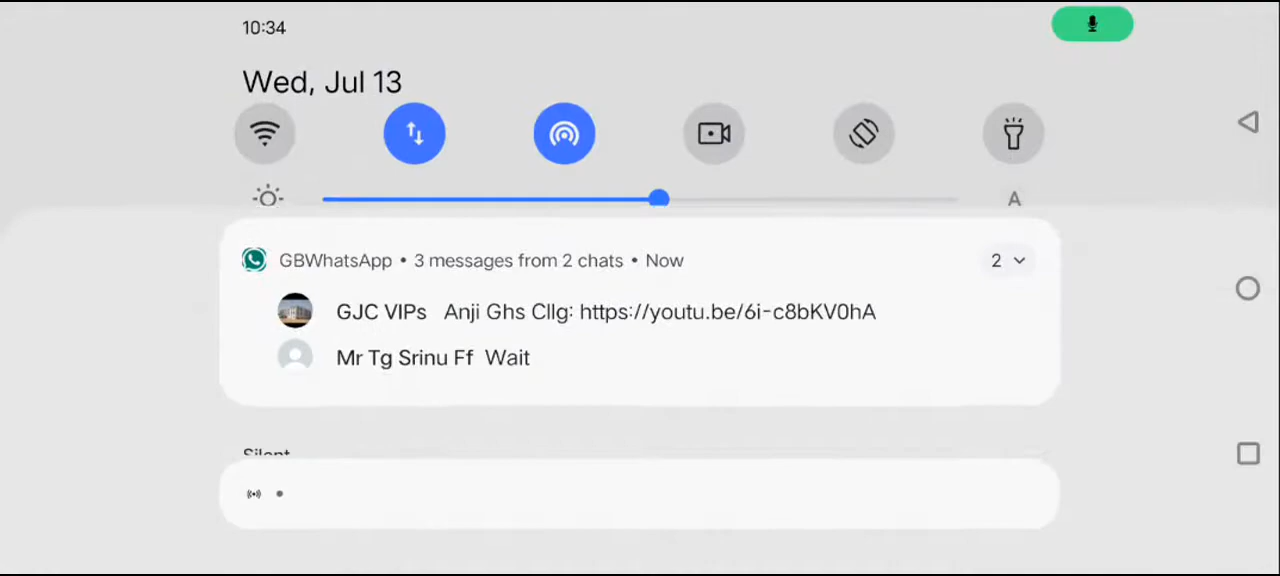 10:34
Wed, Jul 13
A
GBWhatsApp • 3 messages from 2 chats • Now 2
GJC VIPs Anji Ghs Cllg: https://youtu.be/6i-c8bKV0hA
Mr Tg Srinu Ff Wait
Silent